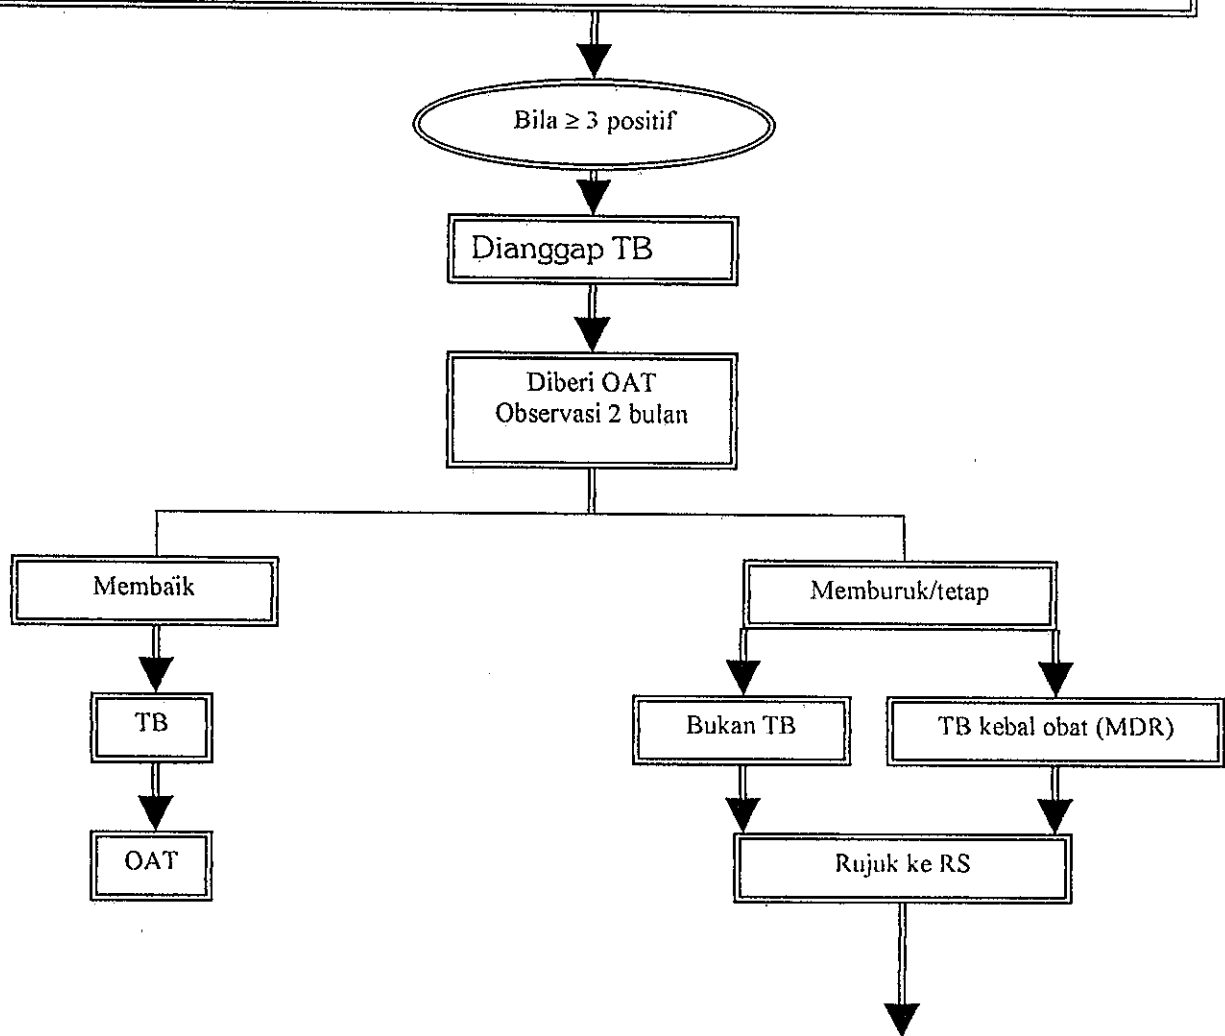 Bila ≥ 3 positif
Dianggap TB
Diberi OAT
Observasi 2 bulan
Membaik
Memburuk/tetap
TB
Bukan TB
TB kebal obat (MDR)
OAT
Rujuk ke RS